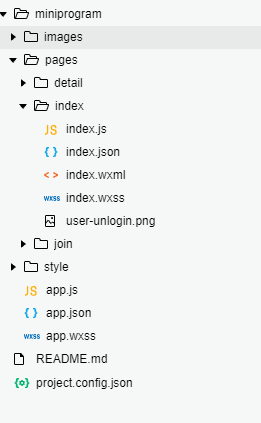 miniprogram
images
pages
detail
index
JS index.js
{ } index.json
< > index.wxml
wxss index.wxss
user-unlogin.png
join
style
JS app.js
{ } app.json
wxss app.wxss
README.md
{o} project.config.json